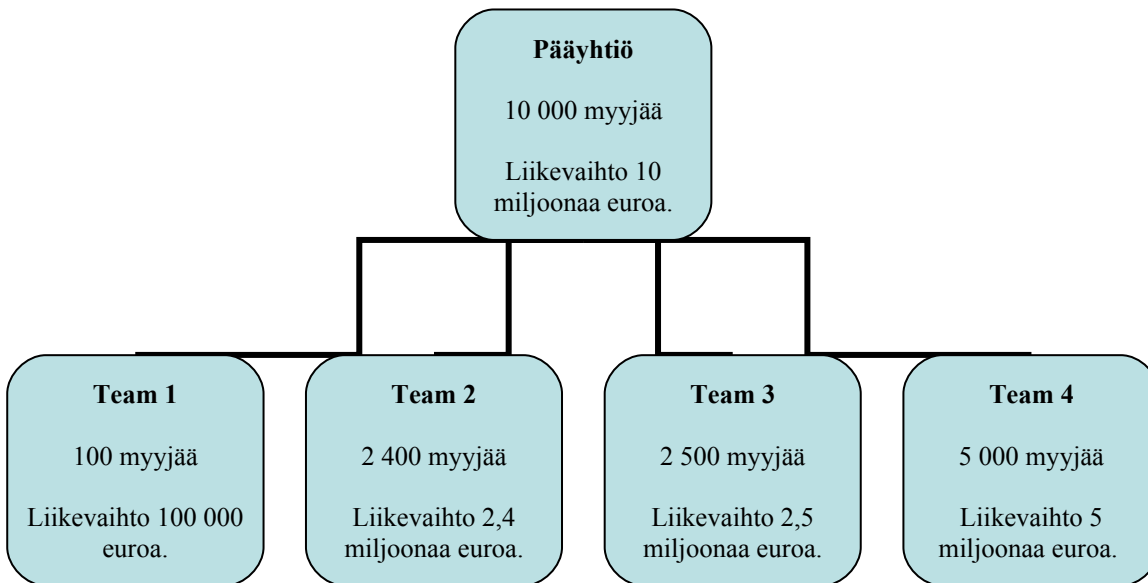 Pääyhtiö
10 000 myyjää
Liikevaihto 10
miljoonaa euroa.
Team 1
100 myyjää
Liikevaihto 100 000
euroa.
Team 2
2 400 myyjää
Liikevaihto 2,4
miljoonaa euroa.
Team 3
2 500 myyjää
Liikevaihto 2,5
miljoonaa euroa.
Team 4
5 000 myyjää
Liikevaihto 5
miljoonaa euroa.